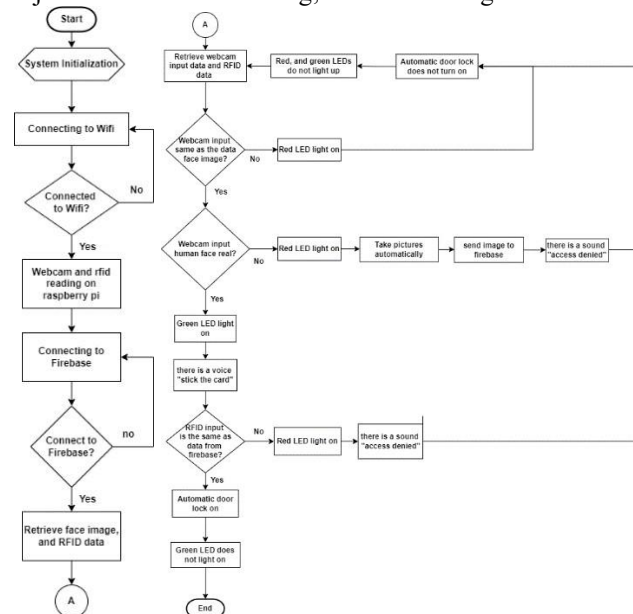 Start
System Initialization
Connecting to Wifi
Connected
to Wifi?
No
Yes
Webcam and rfid
reading on
raspberry pi
Connecting to
Firebase
Connect to
Firebase?
no
Yes
Retrieve face image,
and RFID data
A
A
Retrieve webcam
input data and RFID
data
Red, and green LEDs
do not light up
Automatic door lock
does not turn on
Webcam input
same as the data
face image?
No
Red LED light on
Yes
Webcam input
human face real?
No
Red LED light on
Take pictures
automatically
send image to
firebase
there is a sound
"access denied"
Yes
Green LED light
on
there is a voice
"stick the card"
RFID input
is the same as
data from
firebase?
No
Red LED light on
there is a sound
"access denied"
Yes
Automatic door
lock on
Green LED does
not light on
End